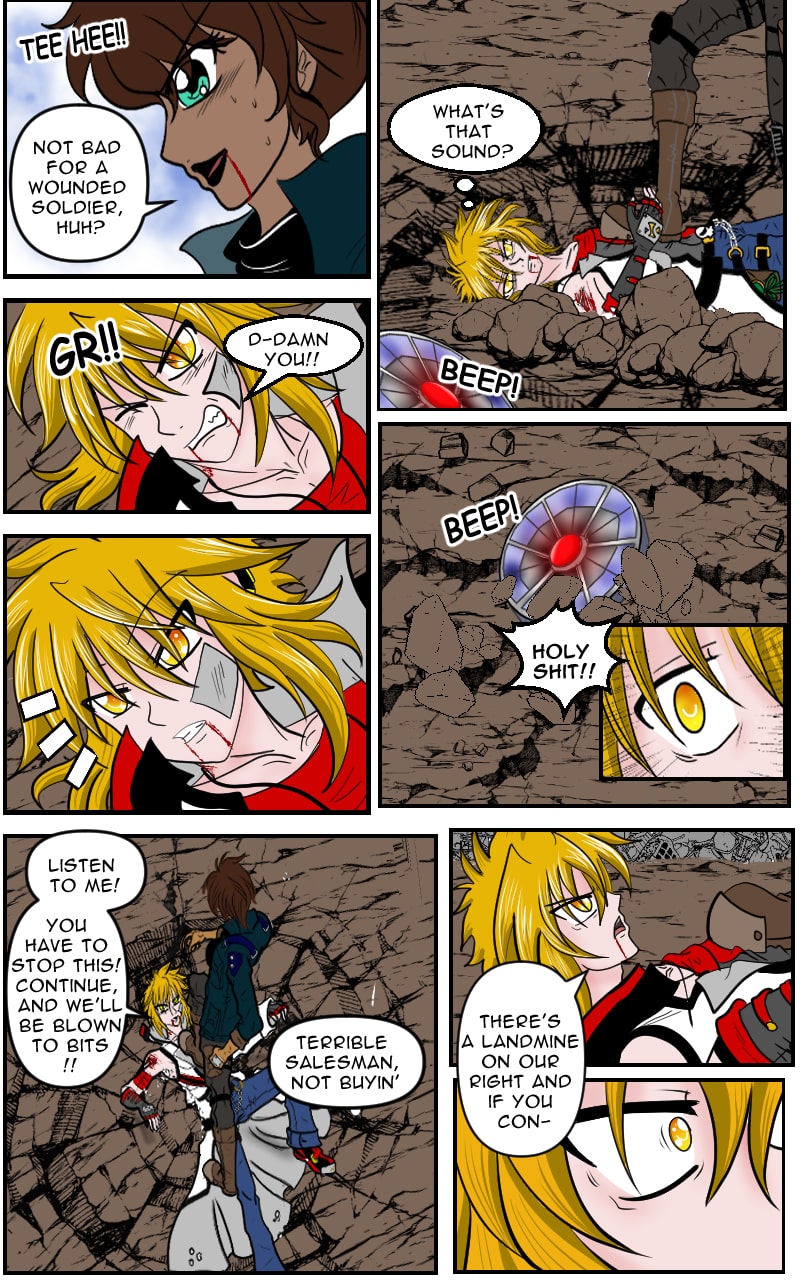 TEE HEE!!
NOT BAD
FOR A
WOUNDED
SOLDIER,
HUH?
GR!!
D-DAMN
YOU!!
WHAT'S
THAT
SOUND?
BEEP!
BEEP!
HOLY
SHIT!!
LISTEN
TO ME!
YOU
HAVE TO
STOP THIS!
CONTINUE,
AND WE'LL
BE BLOWN
TO BITS
!!
TERRIBLE
SALESMAN,
NOT BUYIN'
THERE'S
A LANDMINE
ON OUR
RIGHT AND
IF YOU
CON-